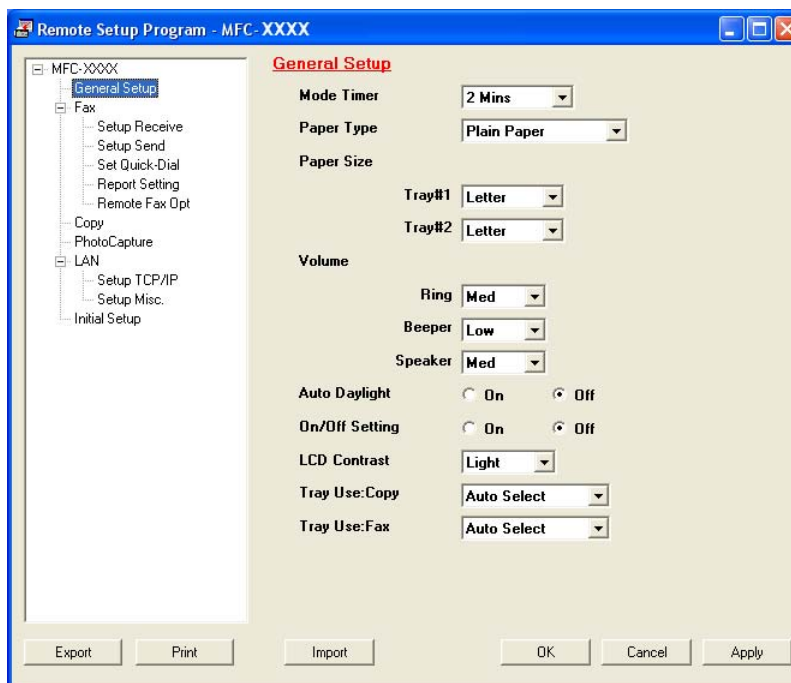 Remote Setup Program - MFC-XXXX
MFC-XXXX
General Setup
Fax
Setup Receive
Setup Send
Set Quick-Dial
Report Setting
Remote Fax Opt
Copy
PhotoCapture
LAN
Setup TCP/IP
Setup Misc.
Initial Setup
General Setup
Mode Timer 2 Mins
Paper Type Plain Paper
Paper Size
Tray#1 Letter
Tray#2 Letter
Volume
Ring Med
Beeper Low
Speaker Med
Auto Daylight On Off
On/Off Setting On Off
LCD Contrast Light
Tray Use:Copy Auto Select
Tray Use:Fax Auto Select
Export Print Import OK Cancel Apply